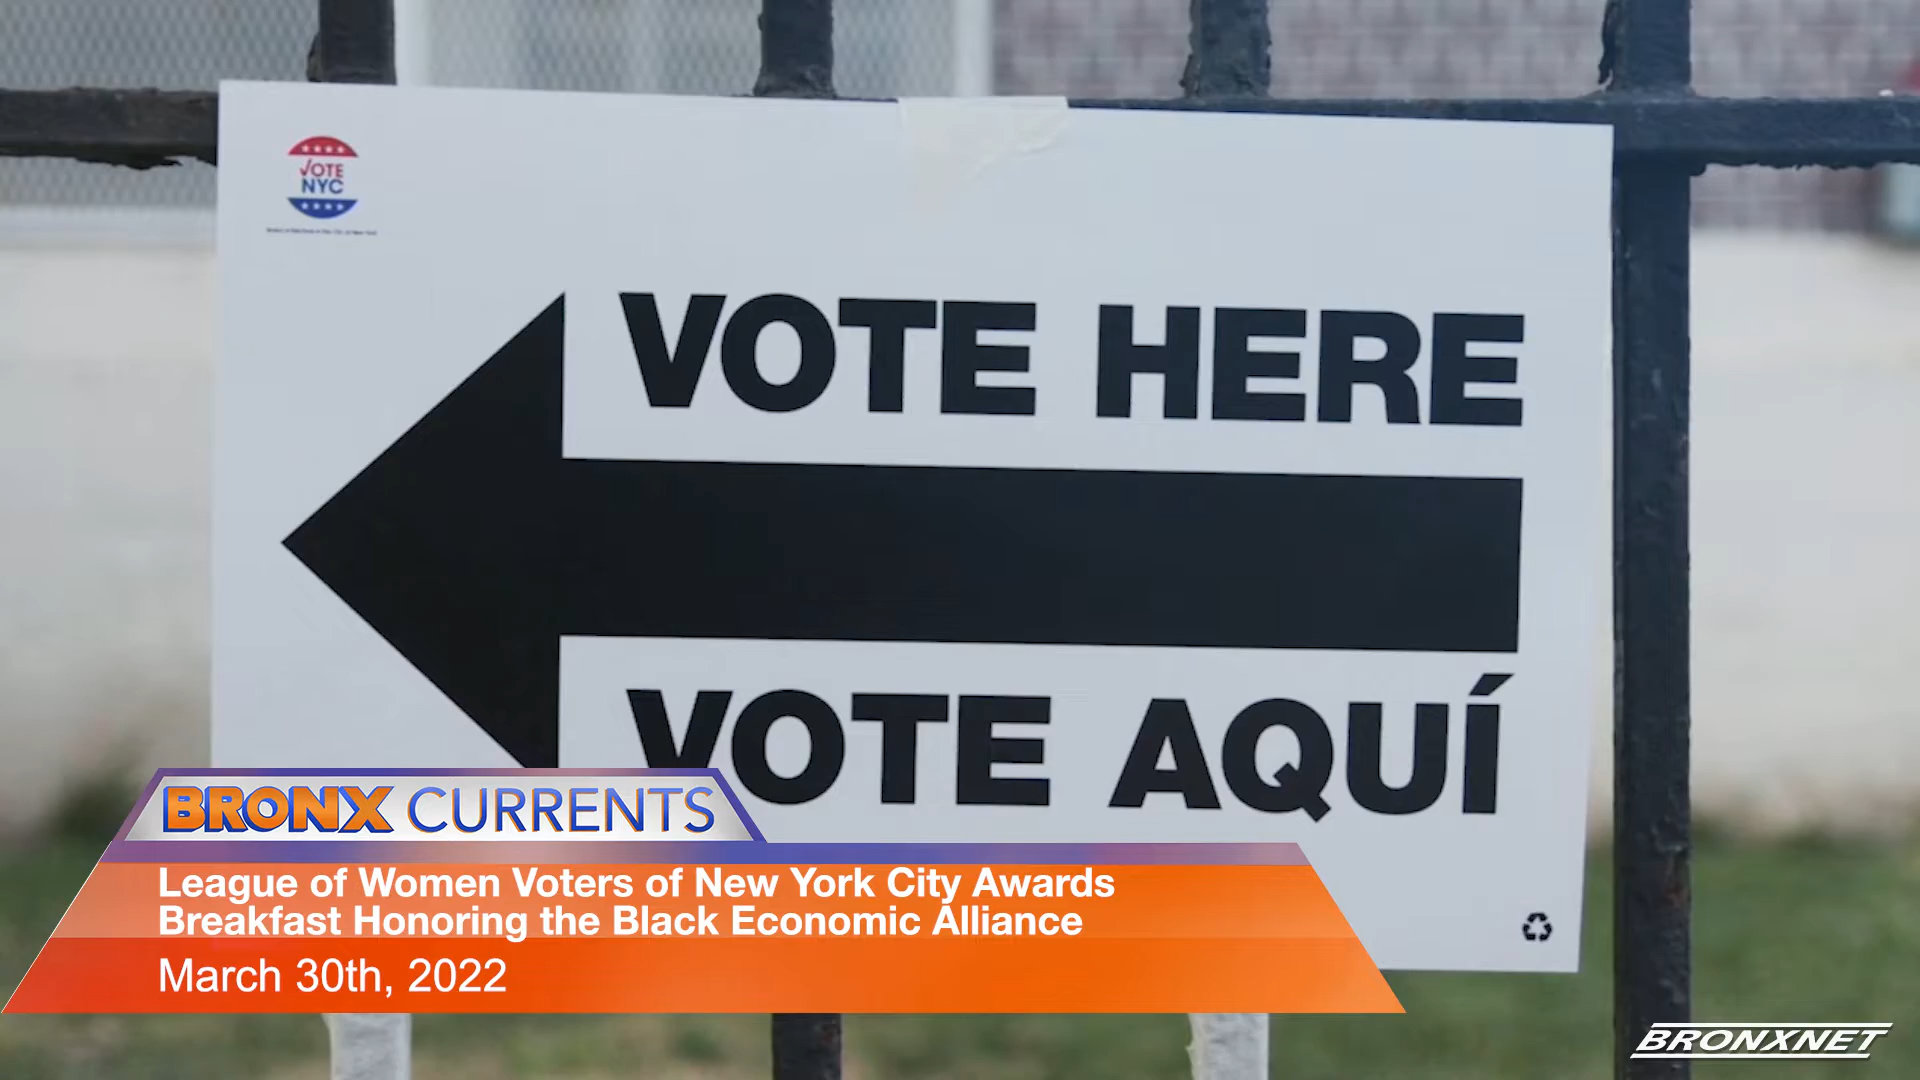 VOTE
NYC
VOTE HERE
VOTE AQUÍ
BRONX CURRENTS
League of Women Voters of New York City Awards
Breakfast Honoring the Black Economic Alliance
March 30th, 2022
BRONXNET